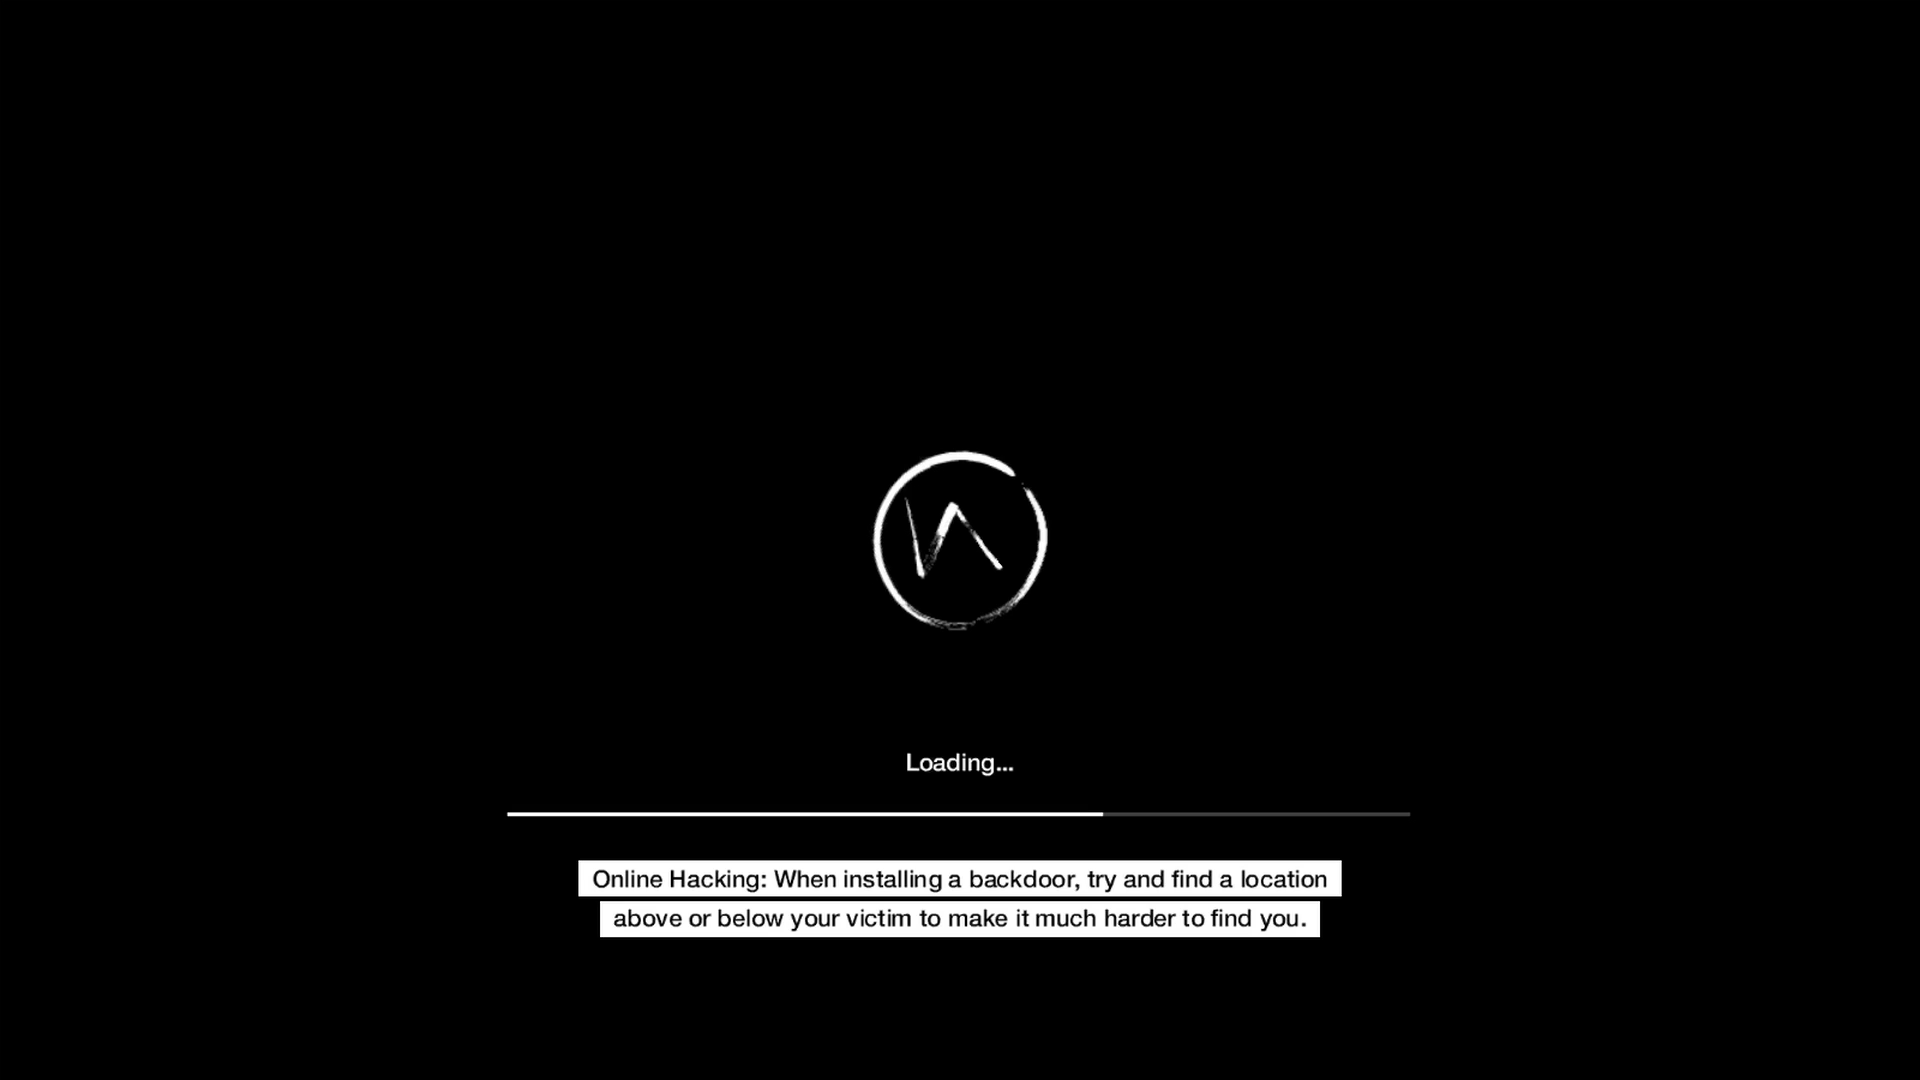 Loading...
Online Hacking: When installing a backdoor, try and find a location
above or below your victim to make it much harder to find you.